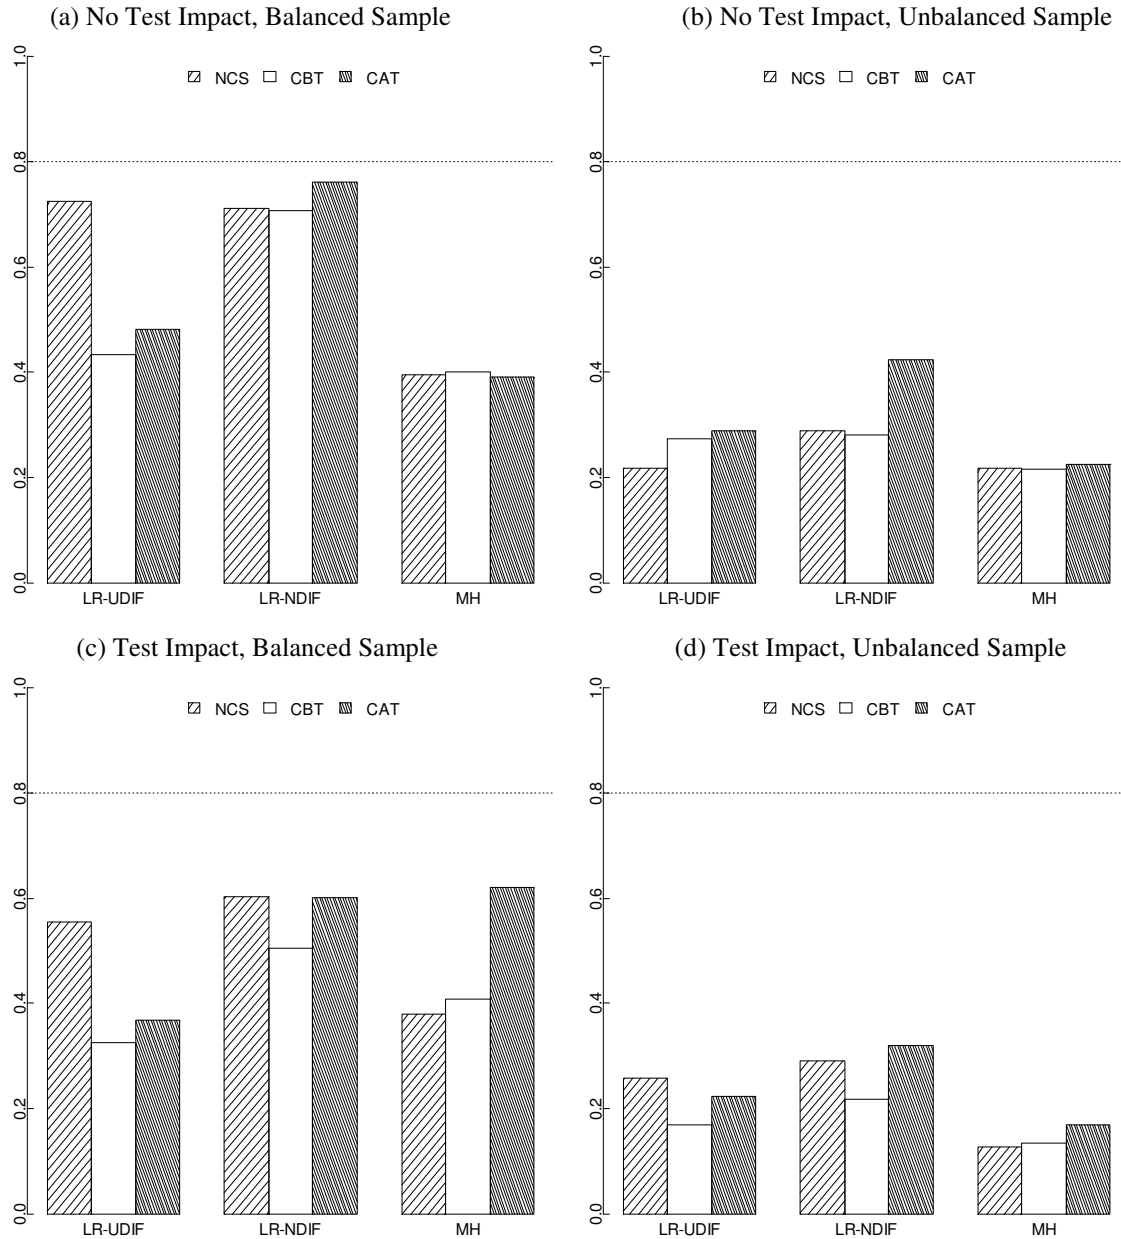 (a) No Test Impact, Balanced Sample
1.0
NCS CBT CAT
0.8
0.6
0.4
0.2
0.0
LR-UDIF LR-NDIF MH
(b) No Test Impact, Unbalanced Sample
1.0
NCS CBT CAT
0.8
0.6
0.4
0.2
0.0
LR-UDIF LR-NDIF MH
(c) Test Impact, Balanced Sample
1.0
NCS CBT CAT
0.8
0.6
0.4
0.2
0.0
LR-UDIF LR-NDIF MH
(d) Test Impact, Unbalanced Sample
1.0
NCS CBT CAT
0.8
0.6
0.4
0.2
0.0
LR-UDIF LR-NDIF MH